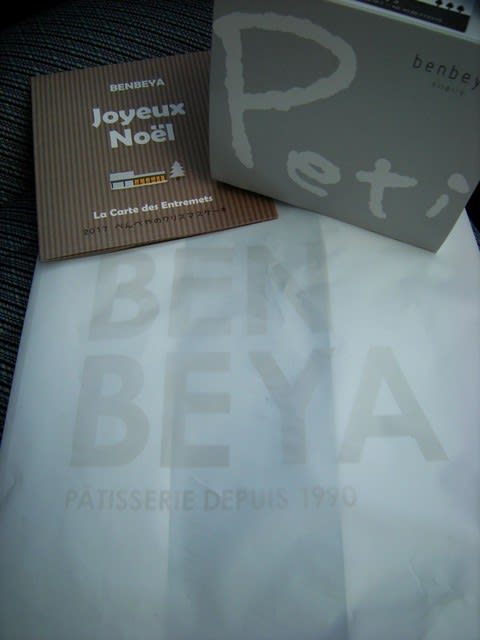 BENBEYA
Joyeux
Noël
La Carte des Entremets
2017 べんべやのクリスマスケーキ
benbey
Peti
BEN
BEYA
PÂTISSERIE DEPUIS 1990